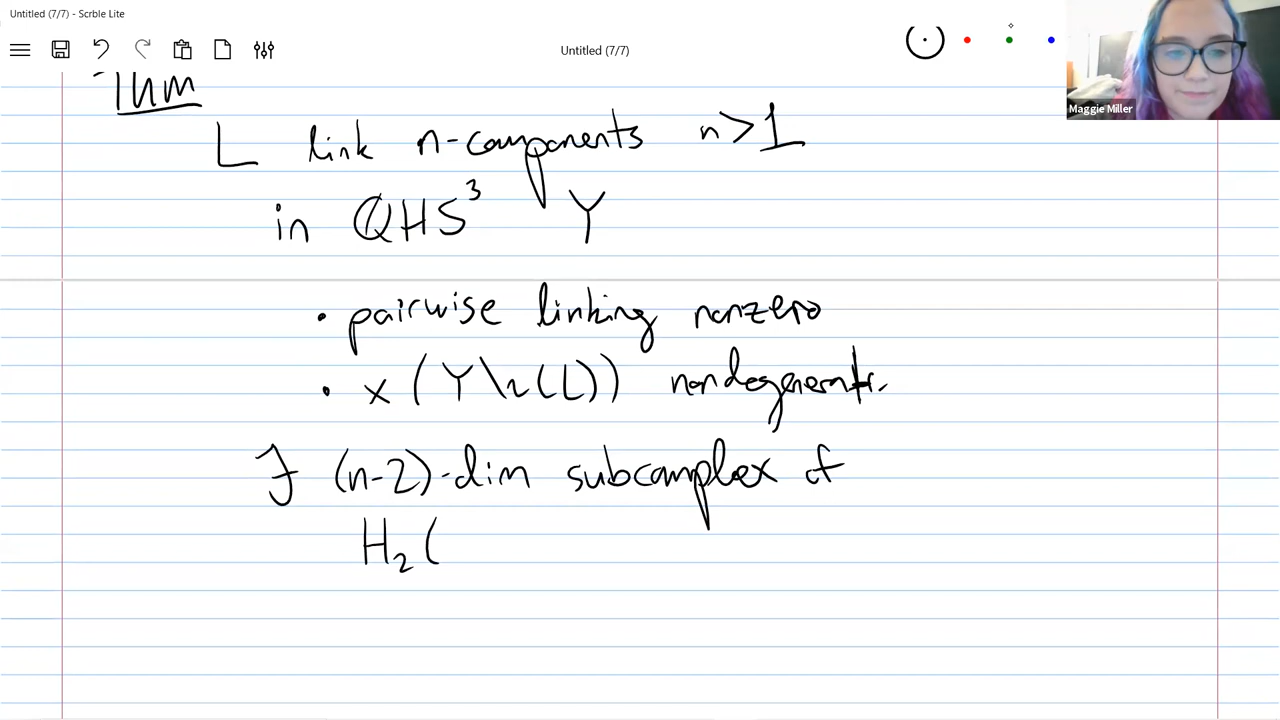 Untitled (7/7) - Scrble Lite
Untitled (7/7)
Maggie Miller
Thm
L link n-components n>1
in QHS³ Y
• pairwise linking nonzero
• x(Y\ν(L)) nondegenerate.
∃ (n-2)-dim subcomplex of
H₂(